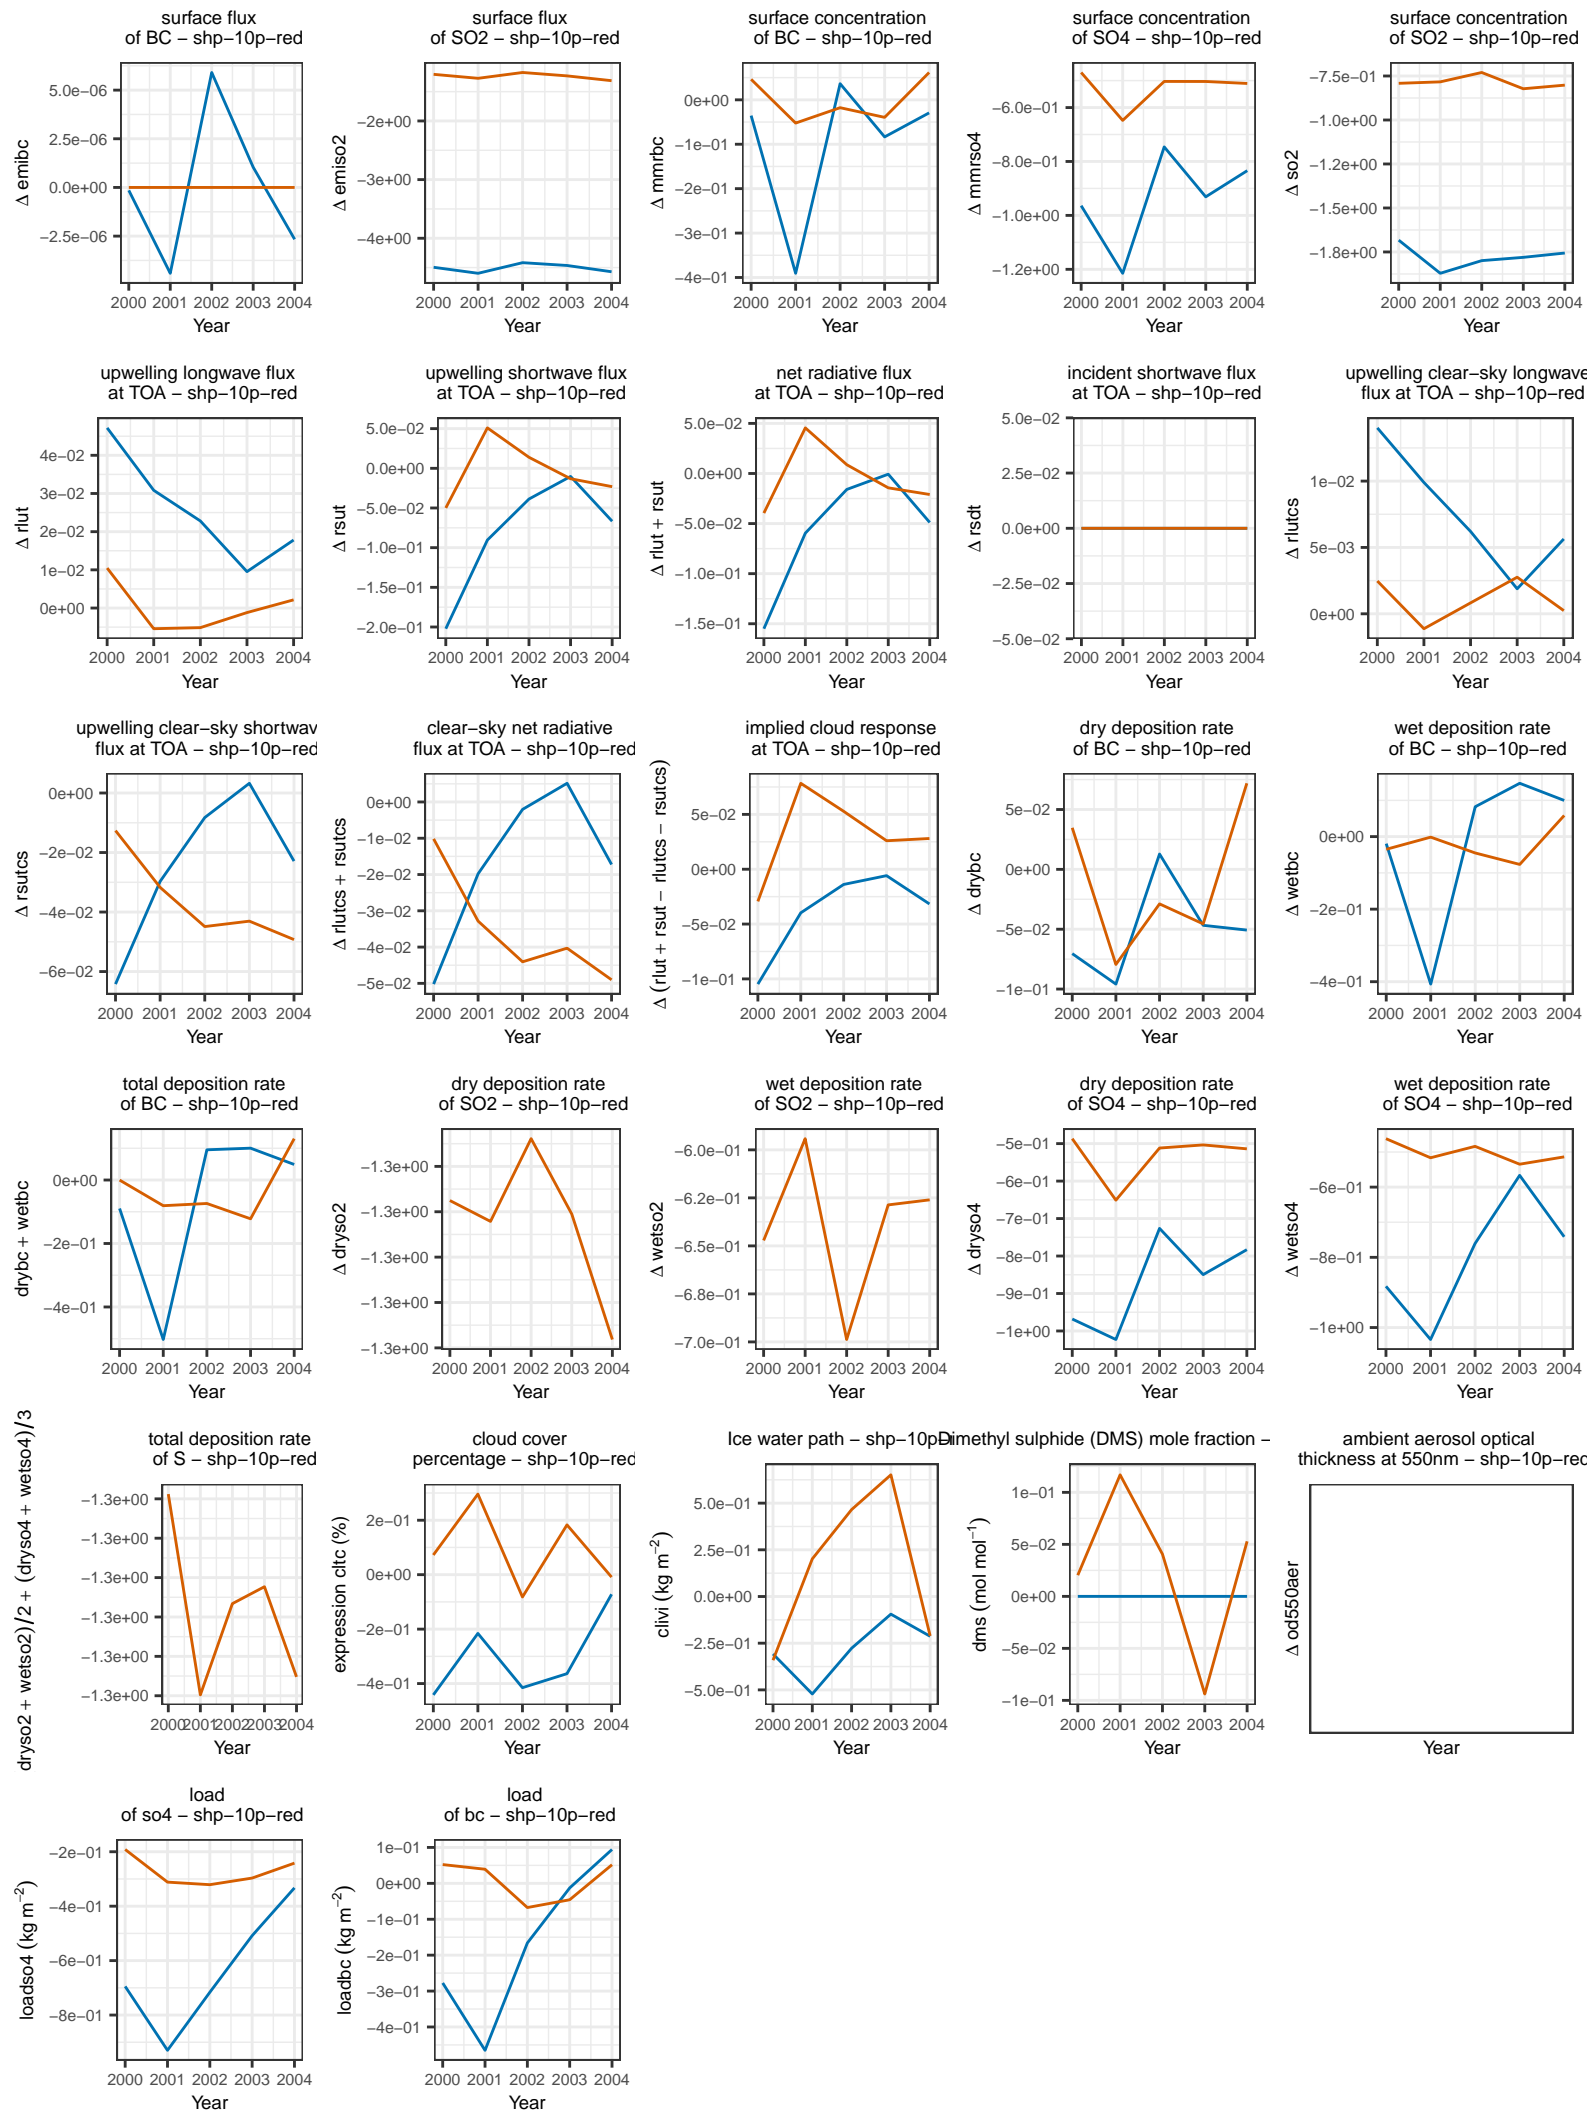 surface flux
of BC − shp−10p−red
Δ emibc
5.0e−06
2.5e−06
0.0e+00
−2.5e−06
2000 2001 2002 2003 2004
Year
surface flux
of SO2 − shp−10p−red
Δ emiso2
−2e+00
−3e+00
−4e+00
2000 2001 2002 2003 2004
Year
surface concentration
of BC − shp−10p−red
Δ mmrbc
0e+00
−1e−01
−2e−01
−3e−01
−4e−01
2000 2001 2002 2003 2004
Year
surface concentration
of SO4 − shp−10p−red
Δ mmrso4
−6.0e−01
−8.0e−01
−1.0e+00
−1.2e+00
2000 2001 2002 2003 2004
Year
surface concentration
of SO2 − shp−10p−red
Δ so2
−7.5e−01
−1.0e+00
−1.2e+00
−1.5e+00
−1.8e+00
2000 2001 2002 2003 2004
Year
upwelling longwave flux
at TOA − shp−10p−red
Δ rlut
4e−02
3e−02
2e−02
1e−02
0e+00
2000 2001 2002 2003 2004
Year
upwelling shortwave flux
at TOA − shp−10p−red
Δ rsut
5.0e−02
0.0e+00
−5.0e−02
−1.0e−01
−1.5e−01
−2.0e−01
2000 2001 2002 2003 2004
Year
net radiative flux
at TOA − shp−10p−red
Δ rlut + rsut
5.0e−02
0.0e+00
−5.0e−02
−1.0e−01
−1.5e−01
2000 2001 2002 2003 2004
Year
incident shortwave flux
at TOA − shp−10p−red
Δ rsdt
5.0e−02
2.5e−02
0.0e+00
−2.5e−02
−5.0e−02
2000 2001 2002 2003 2004
Year
upwelling clear−sky longwave
flux at TOA − shp−10p−red
Δ rlutcs
1e−02
5e−03
0e+00
2000 2001 2002 2003 2004
Year
upwelling clear−sky shortwav
flux at TOA − shp−10p−red
Δ rsutcs
0e+00
−2e−02
−4e−02
−6e−02
2000 2001 2002 2003 2004
Year
clear−sky net radiative
flux at TOA − shp−10p−red
Δ rlutcs + rsutcs
0e+00
−1e−02
−2e−02
−3e−02
−4e−02
−5e−02
2000 2001 2002 2003 2004
Year
implied cloud response
at TOA − shp−10p−red
Δ (rlut + rsut − rlutcs − rsutcs)
5e−02
0e+00
−5e−02
−1e−01
2000 2001 2002 2003 2004
Year
dry deposition rate
of BC − shp−10p−red
Δ drybc
5e−02
0e+00
−5e−02
−1e−01
2000 2001 2002 2003 2004
Year
wet deposition rate
of BC − shp−10p−red
Δ wetbc
0e+00
−2e−01
−4e−01
2000 2001 2002 2003 2004
Year
total deposition rate
of BC − shp−10p−red
drybc + wetbc
0e+00
−2e−01
−4e−01
2000 2001 2002 2003 2004
Year
dry deposition rate
of SO2 − shp−10p−red
Δ dryso2
−1.3e+00
−1.3e+00
−1.3e+00
−1.3e+00
−1.3e+00
2000 2001 2002 2003 2004
Year
wet deposition rate
of SO2 − shp−10p−red
Δ wetso2
−6.0e−01
−6.2e−01
−6.5e−01
−6.8e−01
−7.0e−01
2000 2001 2002 2003 2004
Year
dry deposition rate
of SO4 − shp−10p−red
Δ dryso4
−5e−01
−6e−01
−7e−01
−8e−01
−9e−01
−1e+00
2000 2001 2002 2003 2004
Year
wet deposition rate
of SO4 − shp−10p−red
Δ wetso4
−6e−01
−8e−01
−1e+00
2000 2001 2002 2003 2004
Year
total deposition rate
of S − shp−10p−red
dryso2 + wetso2)/2 + (dryso4 + wetso4)/3
−1.3e+00
−1.3e+00
−1.3e+00
−1.3e+00
−1.3e+00
−1.3e+00
2000 2001 2002 2003 2004
Year
cloud cover
percentage − shp−10p−red
expression cltc (%)
2e−01
0e+00
−2e−01
−4e−01
2000 2001 2002 2003 2004
Year
Ice water path − shp−10p−
clivi (kg m−2)
5.0e−01
2.5e−01
0.0e+00
−2.5e−01
−5.0e−01
2000 2001 2002 2003 2004
Year
Dimethyl sulphide (DMS) mole fraction −
dms (mol mol−1)
1e−01
5e−02
0e+00
−5e−02
−1e−01
2000 2001 2002 2003 2004
Year
ambient aerosol optical
thickness at 550nm − shp−10p−red
Δ od550aer
Year
load
of so4 − shp−10p−red
loadso4 (kg m−2)
−2e−01
−4e−01
−6e−01
−8e−01
2000 2001 2002 2003 2004
Year
load
of bc − shp−10p−red
loadbc (kg m−2)
1e−01
0e+00
−1e−01
−2e−01
−3e−01
−4e−01
2000 2001 2002 2003 2004
Year